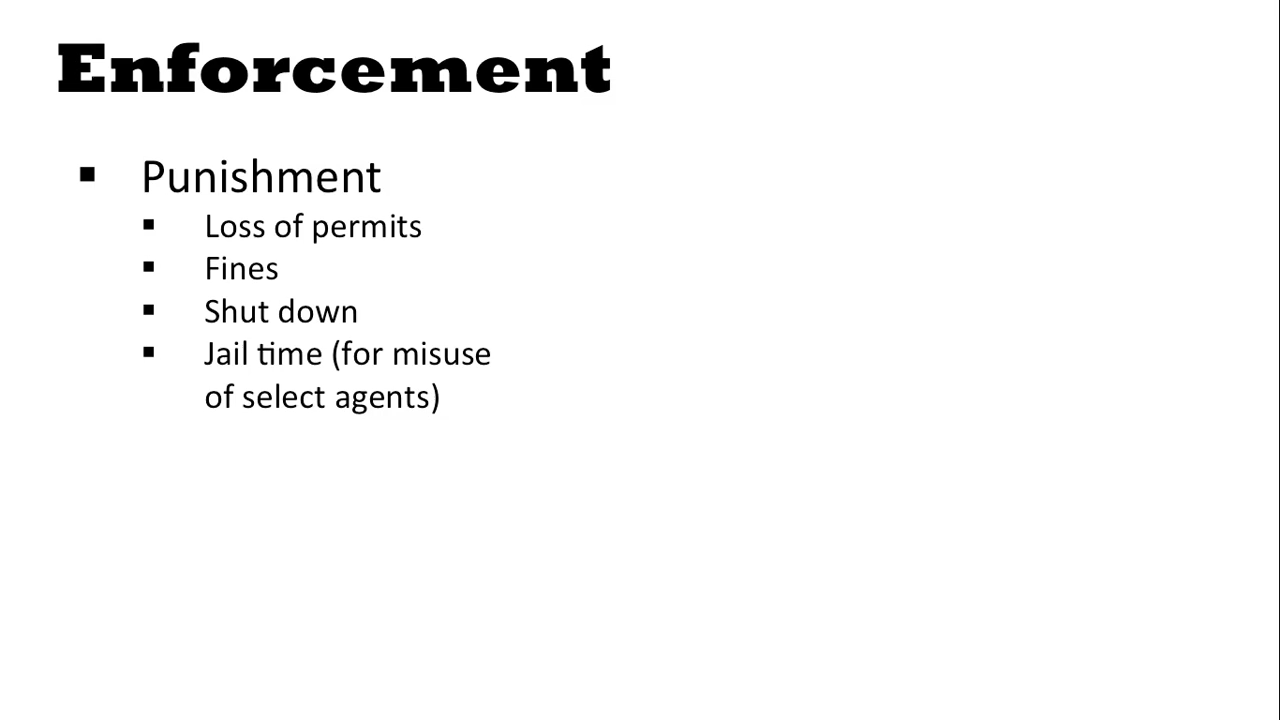 Enforcement
▪ Punishment
▪ Loss of permits
▪ Fines
▪ Shut down
▪ Jail time (for misuse
of select agents)